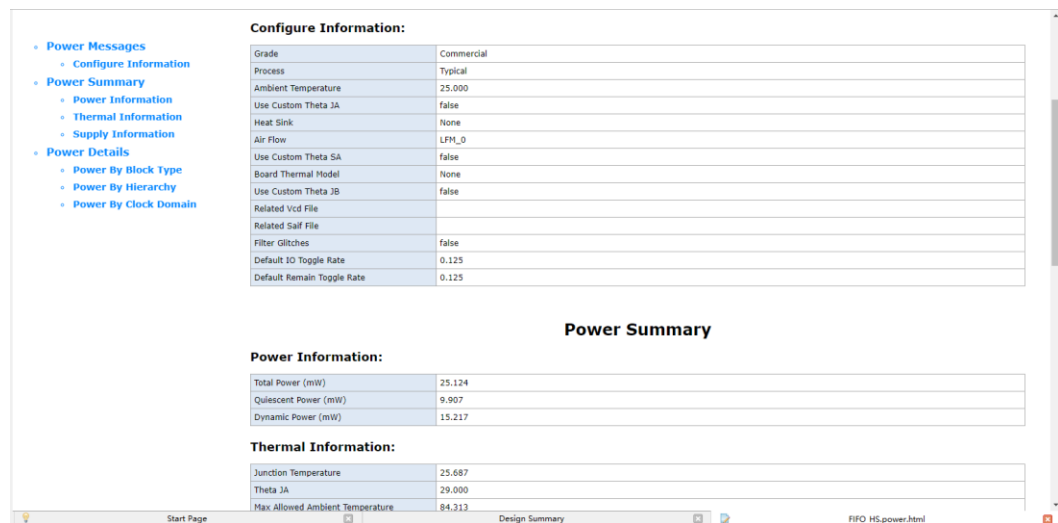 Power Messages
Configure Information
Power Summary
Power Information
Thermal Information
Supply Information
Power Details
Power By Block Type
Power By Hierarchy
Power By Clock Domain
Configure Information:
Grade Commercial
Process Typical
Ambient Temperature 25.000
Use Custom Theta JA false
Heat Sink None
Air Flow LFM_0
Use Custom Theta SA false
Board Thermal Model None
Use Custom Theta JB false
Related Vcd File
Related Saif File
Filter Glitches false
Default IO Toggle Rate 0.125
Default Remain Toggle Rate 0.125
Power Summary
Power Information:
Total Power (mW) 25.124
Quiescent Power (mW) 9.907
Dynamic Power (mW) 15.217
Thermal Information:
Junction Temperature 25.687
Theta JA 29.000
Max Allowed Ambient Temperature 84.313
Start Page Design Summary FIFO_HS.power.html